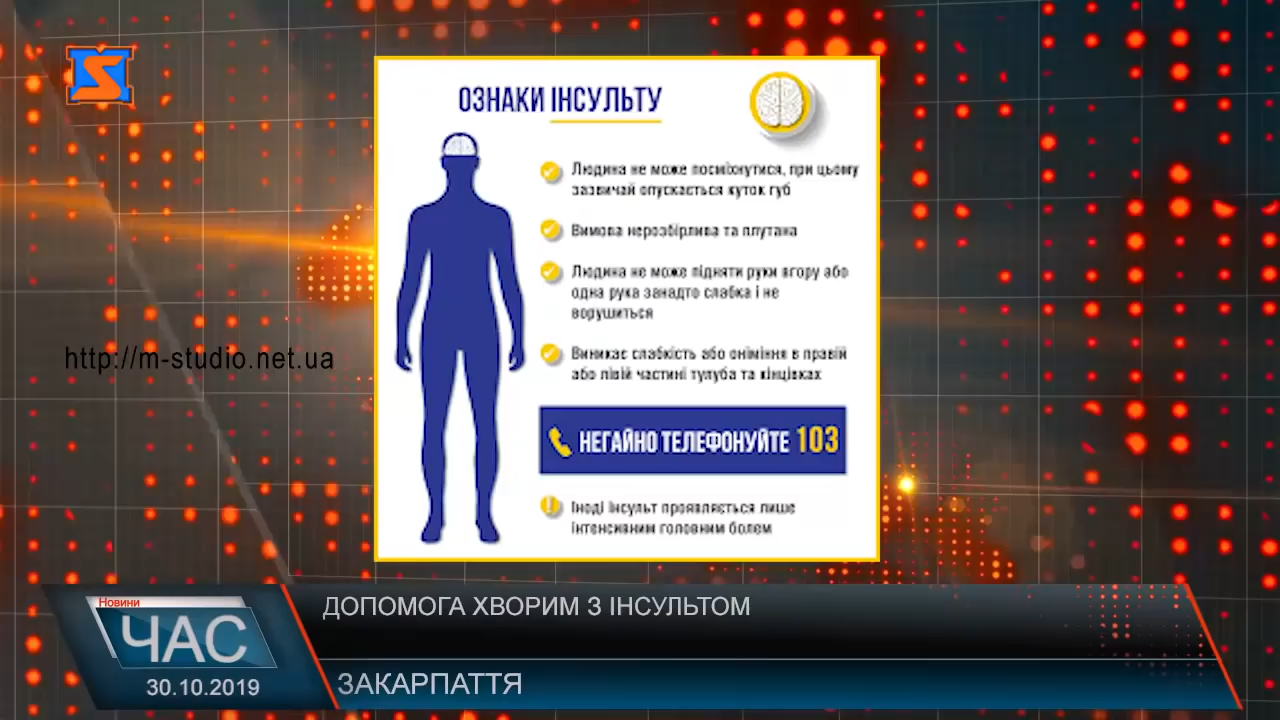 ОЗНАКИ ІНСУЛЬТУ
Людина не може посміхнутися, при цьому
зазвичай опускається куток губ
Вимова нерозбірлива та плутана
Людина не може підняти руки вгору або
одна рука занадто слабка і не
ворушиться
Виникає слабкість або оніміння в правій
або лівій частині тулуба та кінцівках
НЕГАЙНО ТЕЛЕФОНУЙТЕ 103
Іноді інсульт проявляється лише
інтенсивним головним болем
http://m-studio.net.ua
Новини
ЧАС
30.10.2019
ДОПОМОГА ХВОРИМ З ІНСУЛЬТОМ
ЗАКАРПАТТЯ